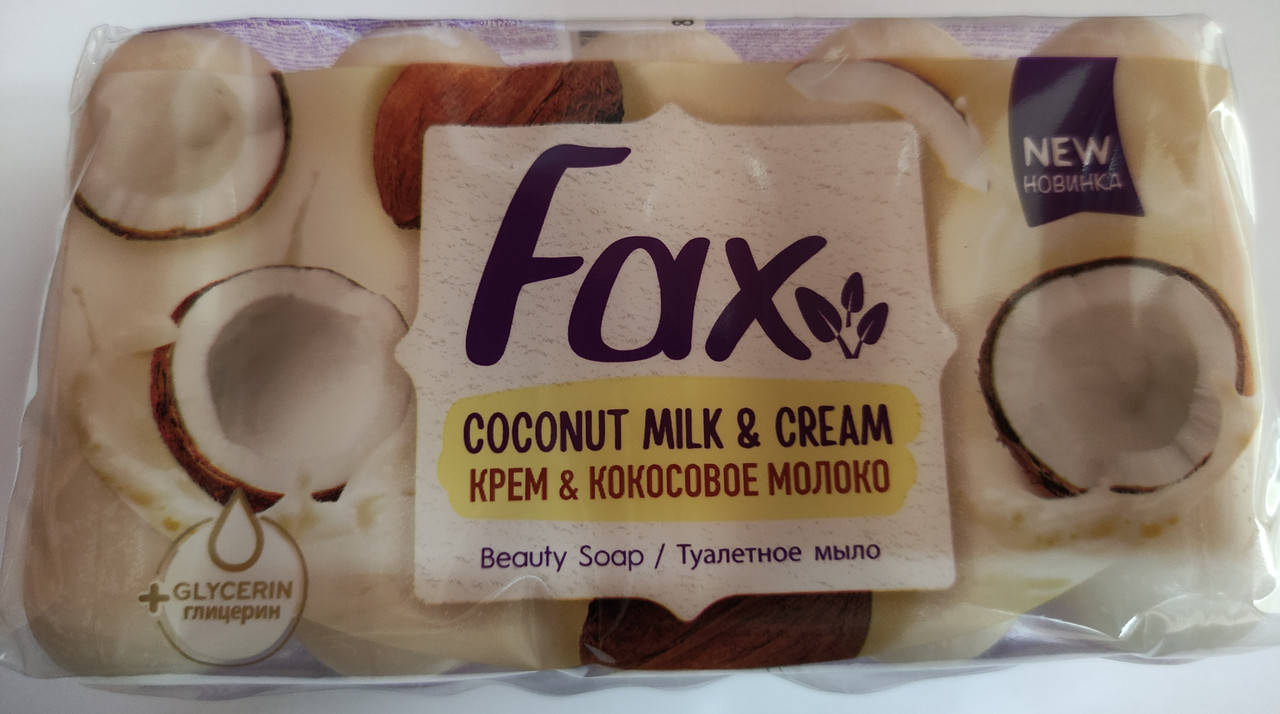 NEW
НОВИНКА
Fax
COCONUT MILK & CREAM
КРЕМ & КОКОСОВОЕ МОЛОКО
Beauty Soap / Туалетное мыло
+GLYCERIN
глицерин